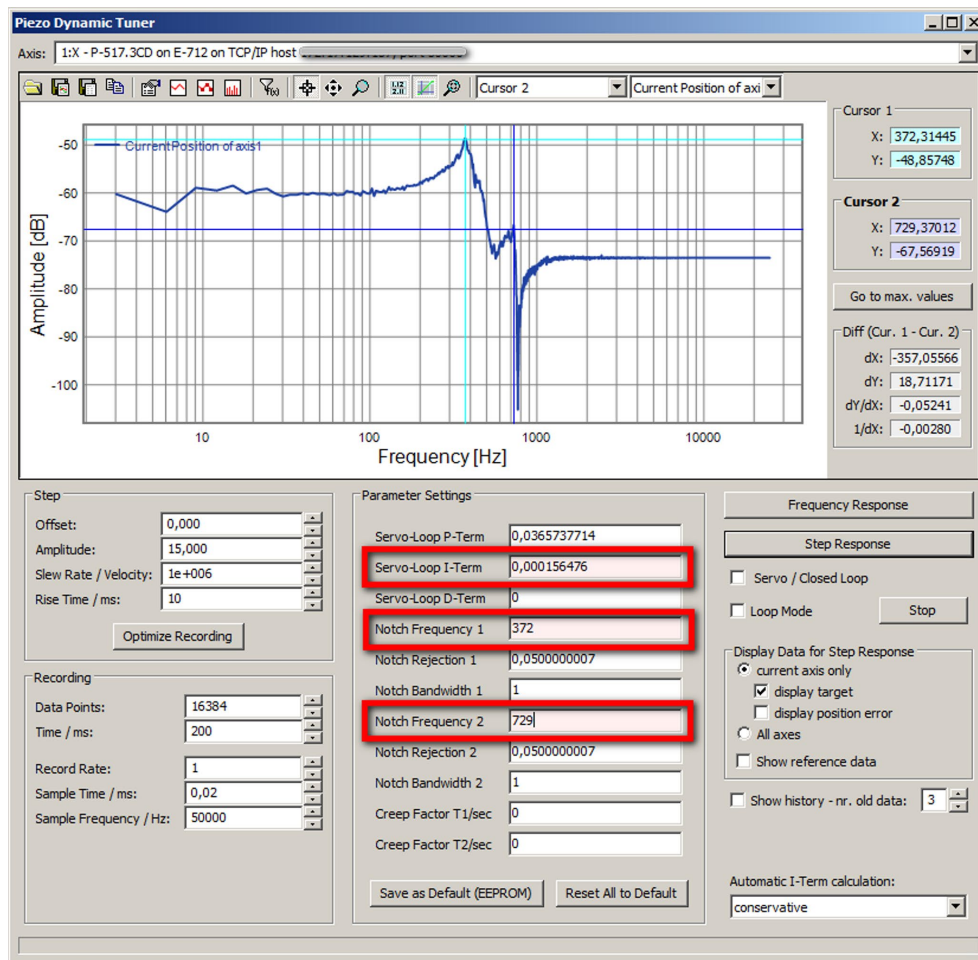 Piezo Dynamic Tuner
Axis: 1:X - P-517.3CD on E-712 on TCP/IP host
Cursor 2 Current Position of axi
CurrentPosition of axis1
Amplitude [dB]
-50
-60
-70
-80
-90
-100
10 100 1000 10000
Frequency [Hz]
Cursor 1
X: 372,31445
Y: -48,85748
Cursor 2
X: 729,37012
Y: -67,56919
Go to max. values
Diff (Cur. 1 - Cur. 2)
dX: -357,05566
dY: 18,71171
dY/dX: -0,05241
1/dX: -0,00280
Step
Offset: 0,000
Amplitude: 15,000
Slew Rate / Velocity: 1e+006
Rise Time / ms: 10
Optimize Recording
Recording
Data Points: 16384
Time / ms: 200
Record Rate: 1
Sample Time / ms: 0,02
Sample Frequency / Hz: 50000
Parameter Settings
Servo-Loop P-Term 0,0365737714
Servo-Loop I-Term 0,000156476
Servo-Loop D-Term 0
Notch Frequency 1 372
Notch Rejection 1 0,0500000007
Notch Bandwidth 1 1
Notch Frequency 2 729
Notch Rejection 2 0,0500000007
Notch Bandwidth 2 1
Creep Factor T1/sec 0
Creep Factor T2/sec 0
Save as Default (EEPROM) Reset All to Default
Frequency Response
Step Response
Servo / Closed Loop
Loop Mode Stop
Display Data for Step Response
current axis only
display target
display position error
All axes
Show reference data
Show history - nr. old data: 3
Automatic I-Term calculation:
conservative